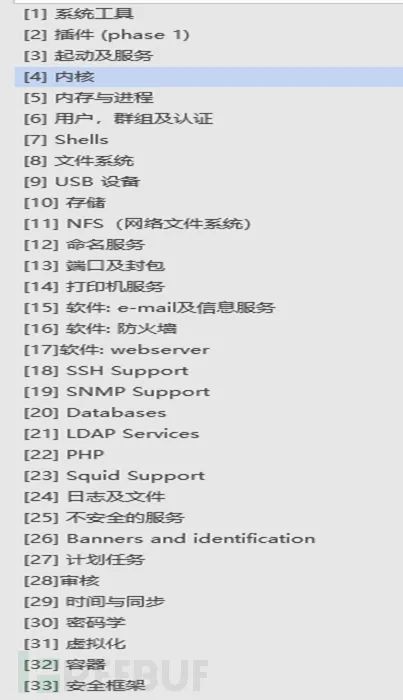 [1] 系统工具
[2] 插件 (phase 1)
[3] 起动及服务
[4] 内核
[5] 内存与进程
[6] 用户，群组及认证
[7] Shells
[8] 文件系统
[9] USB 设备
[10] 存储
[11] NFS（网络文件系统）
[12] 命名服务
[13] 端口及封包
[14] 打印机服务
[15] 软件: e-mail及信息服务
[16] 软件: 防火墙
[17]软件: webserver
[18] SSH Support
[19] SNMP Support
[20] Databases
[21] LDAP Services
[22] PHP
[23] Squid Support
[24] 日志及文件
[25] 不安全的服务
[26] Banners and identification
[27] 计划任务
[28]审核
[29] 时间与同步
[30] 密码学
[31] 虚拟化
[32] 容器
[33] 安全框架
FREEBUF